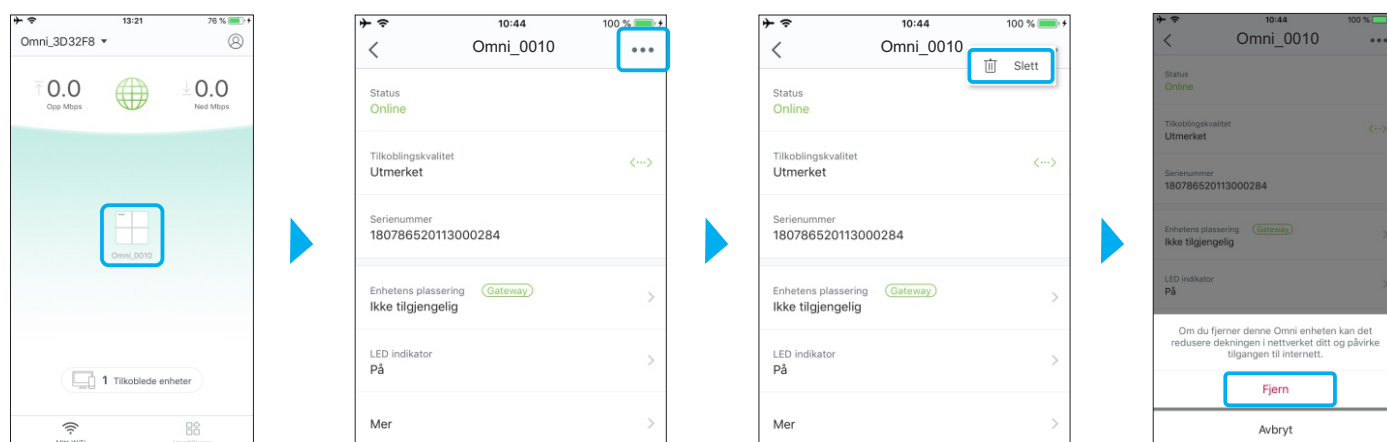 13:21
76 %
Omni_3D32F8
0.0
Opp Mbps
0.0
Ned Mbps
Omni_0010
1 Tilkoblede enheter
10:44
100 %
Omni_0010
Status
Online
Tilkoblingskvalitet
Utmerket
Serienummer
180786520113000284
Enhetens plassering
Gateway
Ikke tilgjengelig
LED indikator
På
Mer
10:44
100 %
Omni_0010
Slett
Status
Online
Tilkoblingskvalitet
Utmerket
Serienummer
180786520113000284
Enhetens plassering
Gateway
Ikke tilgjengelig
LED indikator
På
Mer
10:44
100 %
Omni_0010
Status
Online
Tilkoblingskvalitet
Utmerket
Serienummer
180786520113000284
Enhetens plassering
Gateway
Ikke tilgjengelig
LED indikator
På
Om du fjerner denne Omni enheten kan det
redusere dekningen i nettverket ditt og påvirke
tilgangen til internett.
Fjern
Avbryt